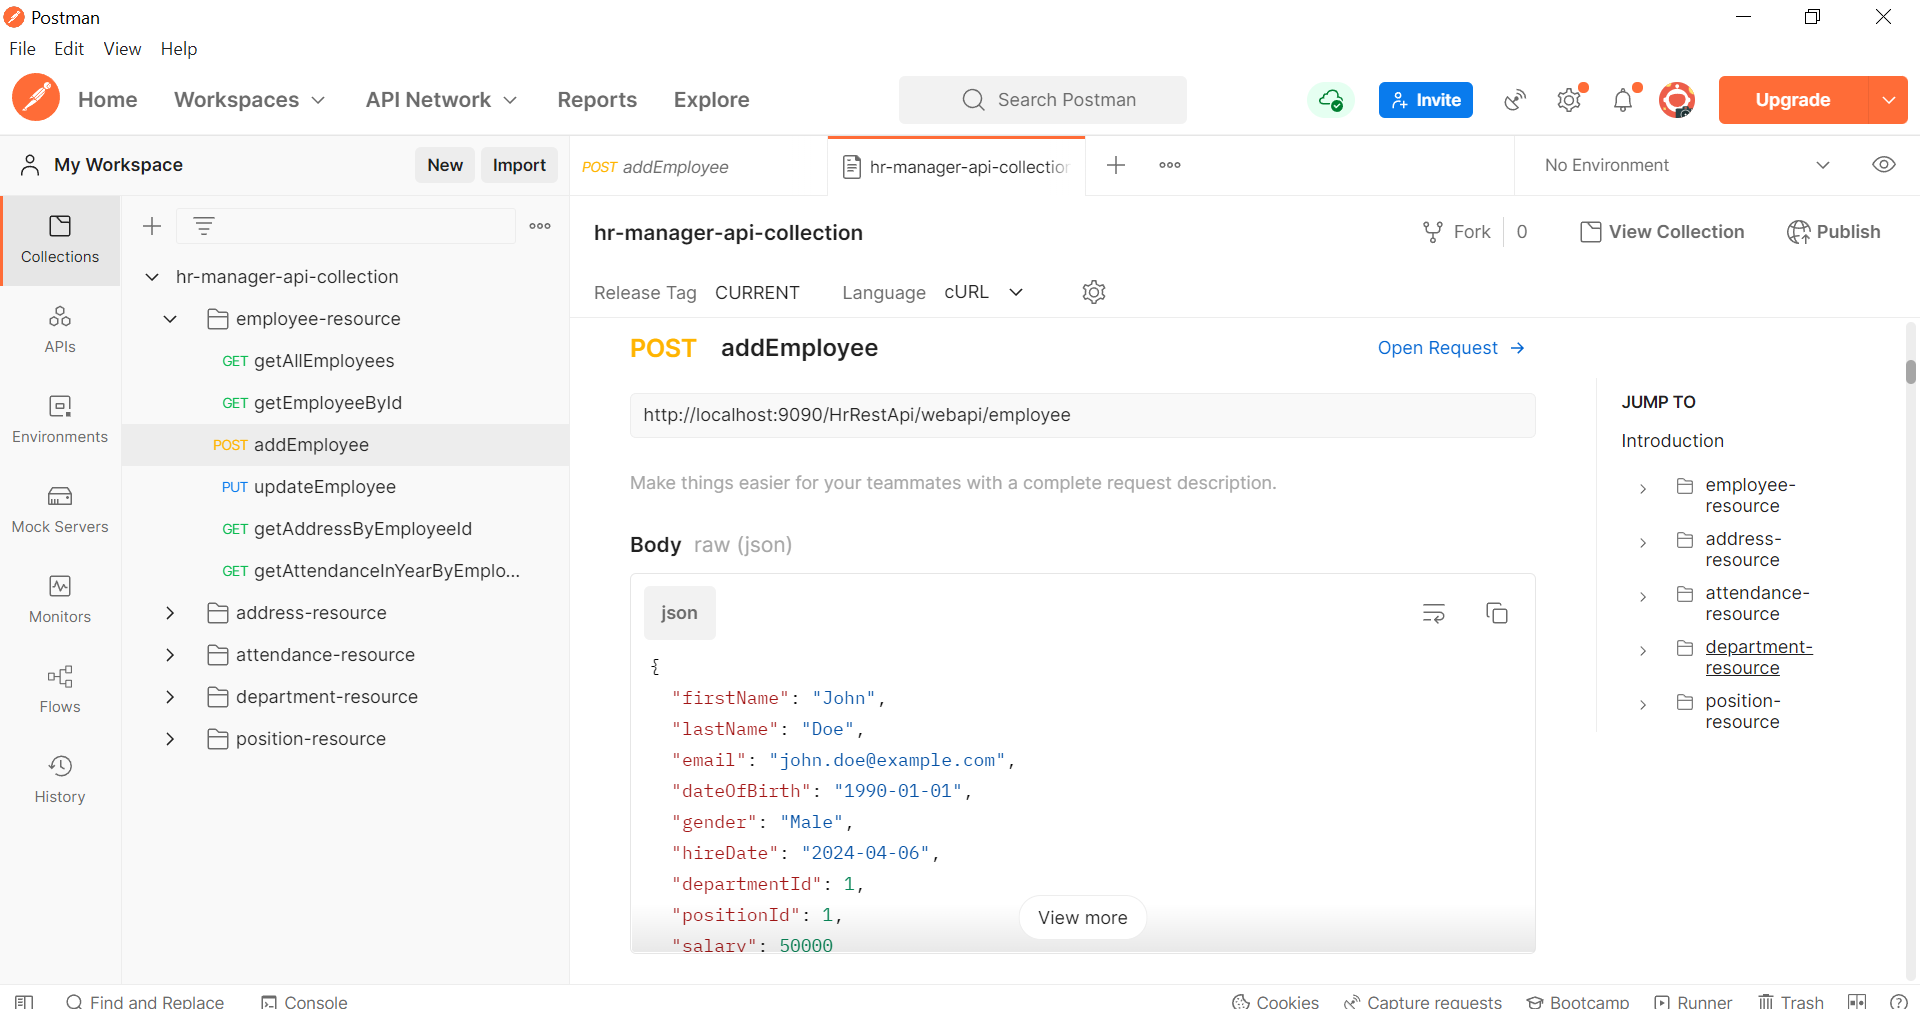 Postman
File Edit View Help
Home Workspaces API Network Reports Explore Search Postman Invite Upgrade
My Workspace New Import POST addEmployee hr-manager-api-collection No Environment
Collections
APIs
Environments
Mock Servers
Monitors
Flows
History
hr-manager-api-collection
employee-resource
GET getAllEmployees
GET getEmployeeById
POST addEmployee
PUT updateEmployee
GET getAddressByEmployeeId
GET getAttendanceInYearByEmplo...
address-resource
attendance-resource
department-resource
position-resource
hr-manager-api-collection Fork 0 View Collection Publish
Release Tag CURRENT Language cURL
POST addEmployee Open Request →
http://localhost:9090/HrRestApi/webapi/employee
Make things easier for your teammates with a complete request description.
Body raw (json)
json
{
"firstName": "John",
"lastName": "Doe",
"email": "john.doe@example.com",
"dateOfBirth": "1990-01-01",
"gender": "Male",
"hireDate": "2024-04-06",
"departmentId": 1,
"positionId": 1,
"salary": 50000
View more
JUMP TO
Introduction
employee-
resource
address-
resource
attendance-
resource
department-
resource
position-
resource
Find and Replace Console Cookies Capture requests Bootcamp Runner Trash